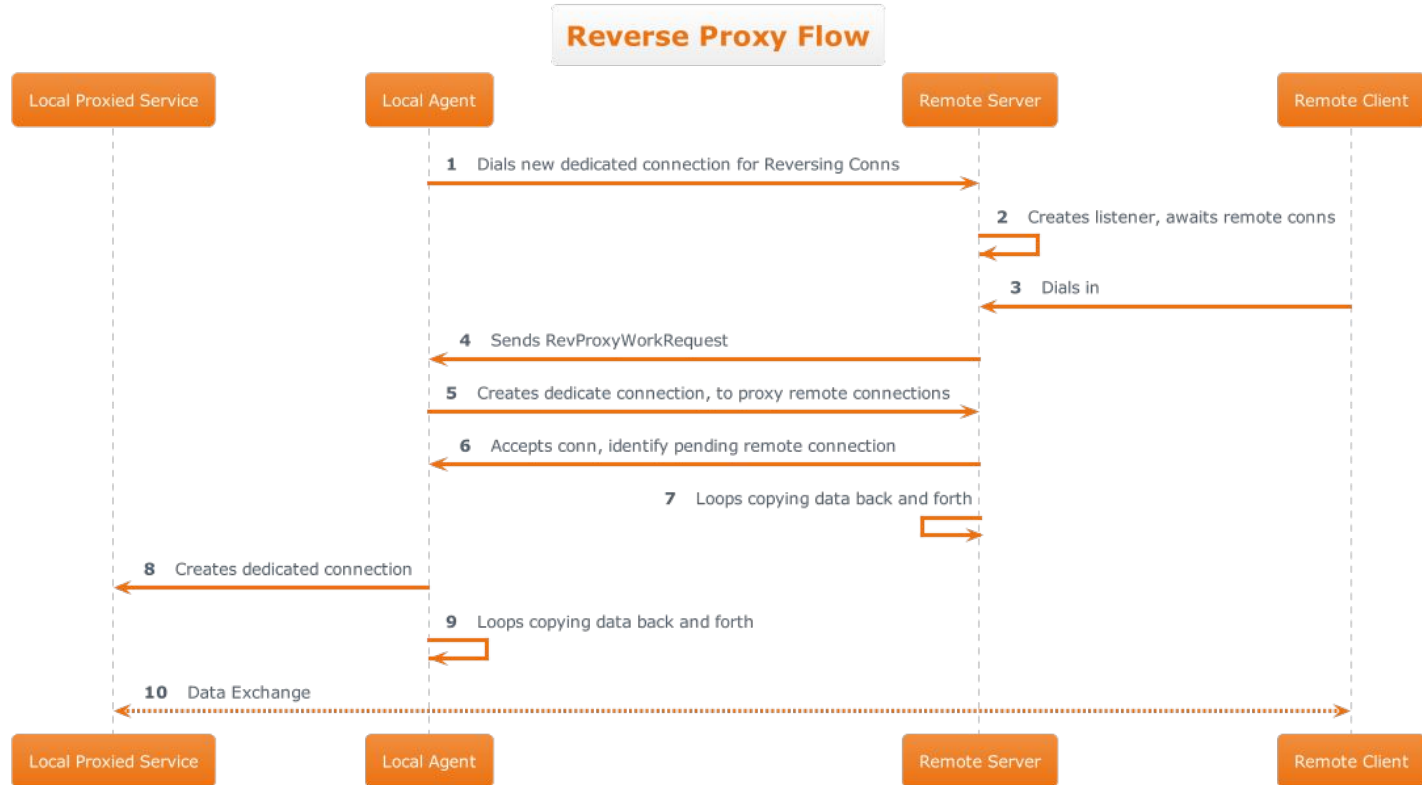 Reverse Proxy Flow
Local Proxied Service
Local Agent
Remote Server
Remote Client
1 Dials new dedicated connection for Reversing Conns
2 Creates listener, awaits remote conns
3 Dials in
4 Sends RevProxyWorkRequest
5 Creates dedicate connection, to proxy remote connections
6 Accepts conn, identify pending remote connection
7 Loops copying data back and forth
8 Creates dedicated connection
9 Loops copying data back and forth
10 Data Exchange
Local Proxied Service
Local Agent
Remote Server
Remote Client